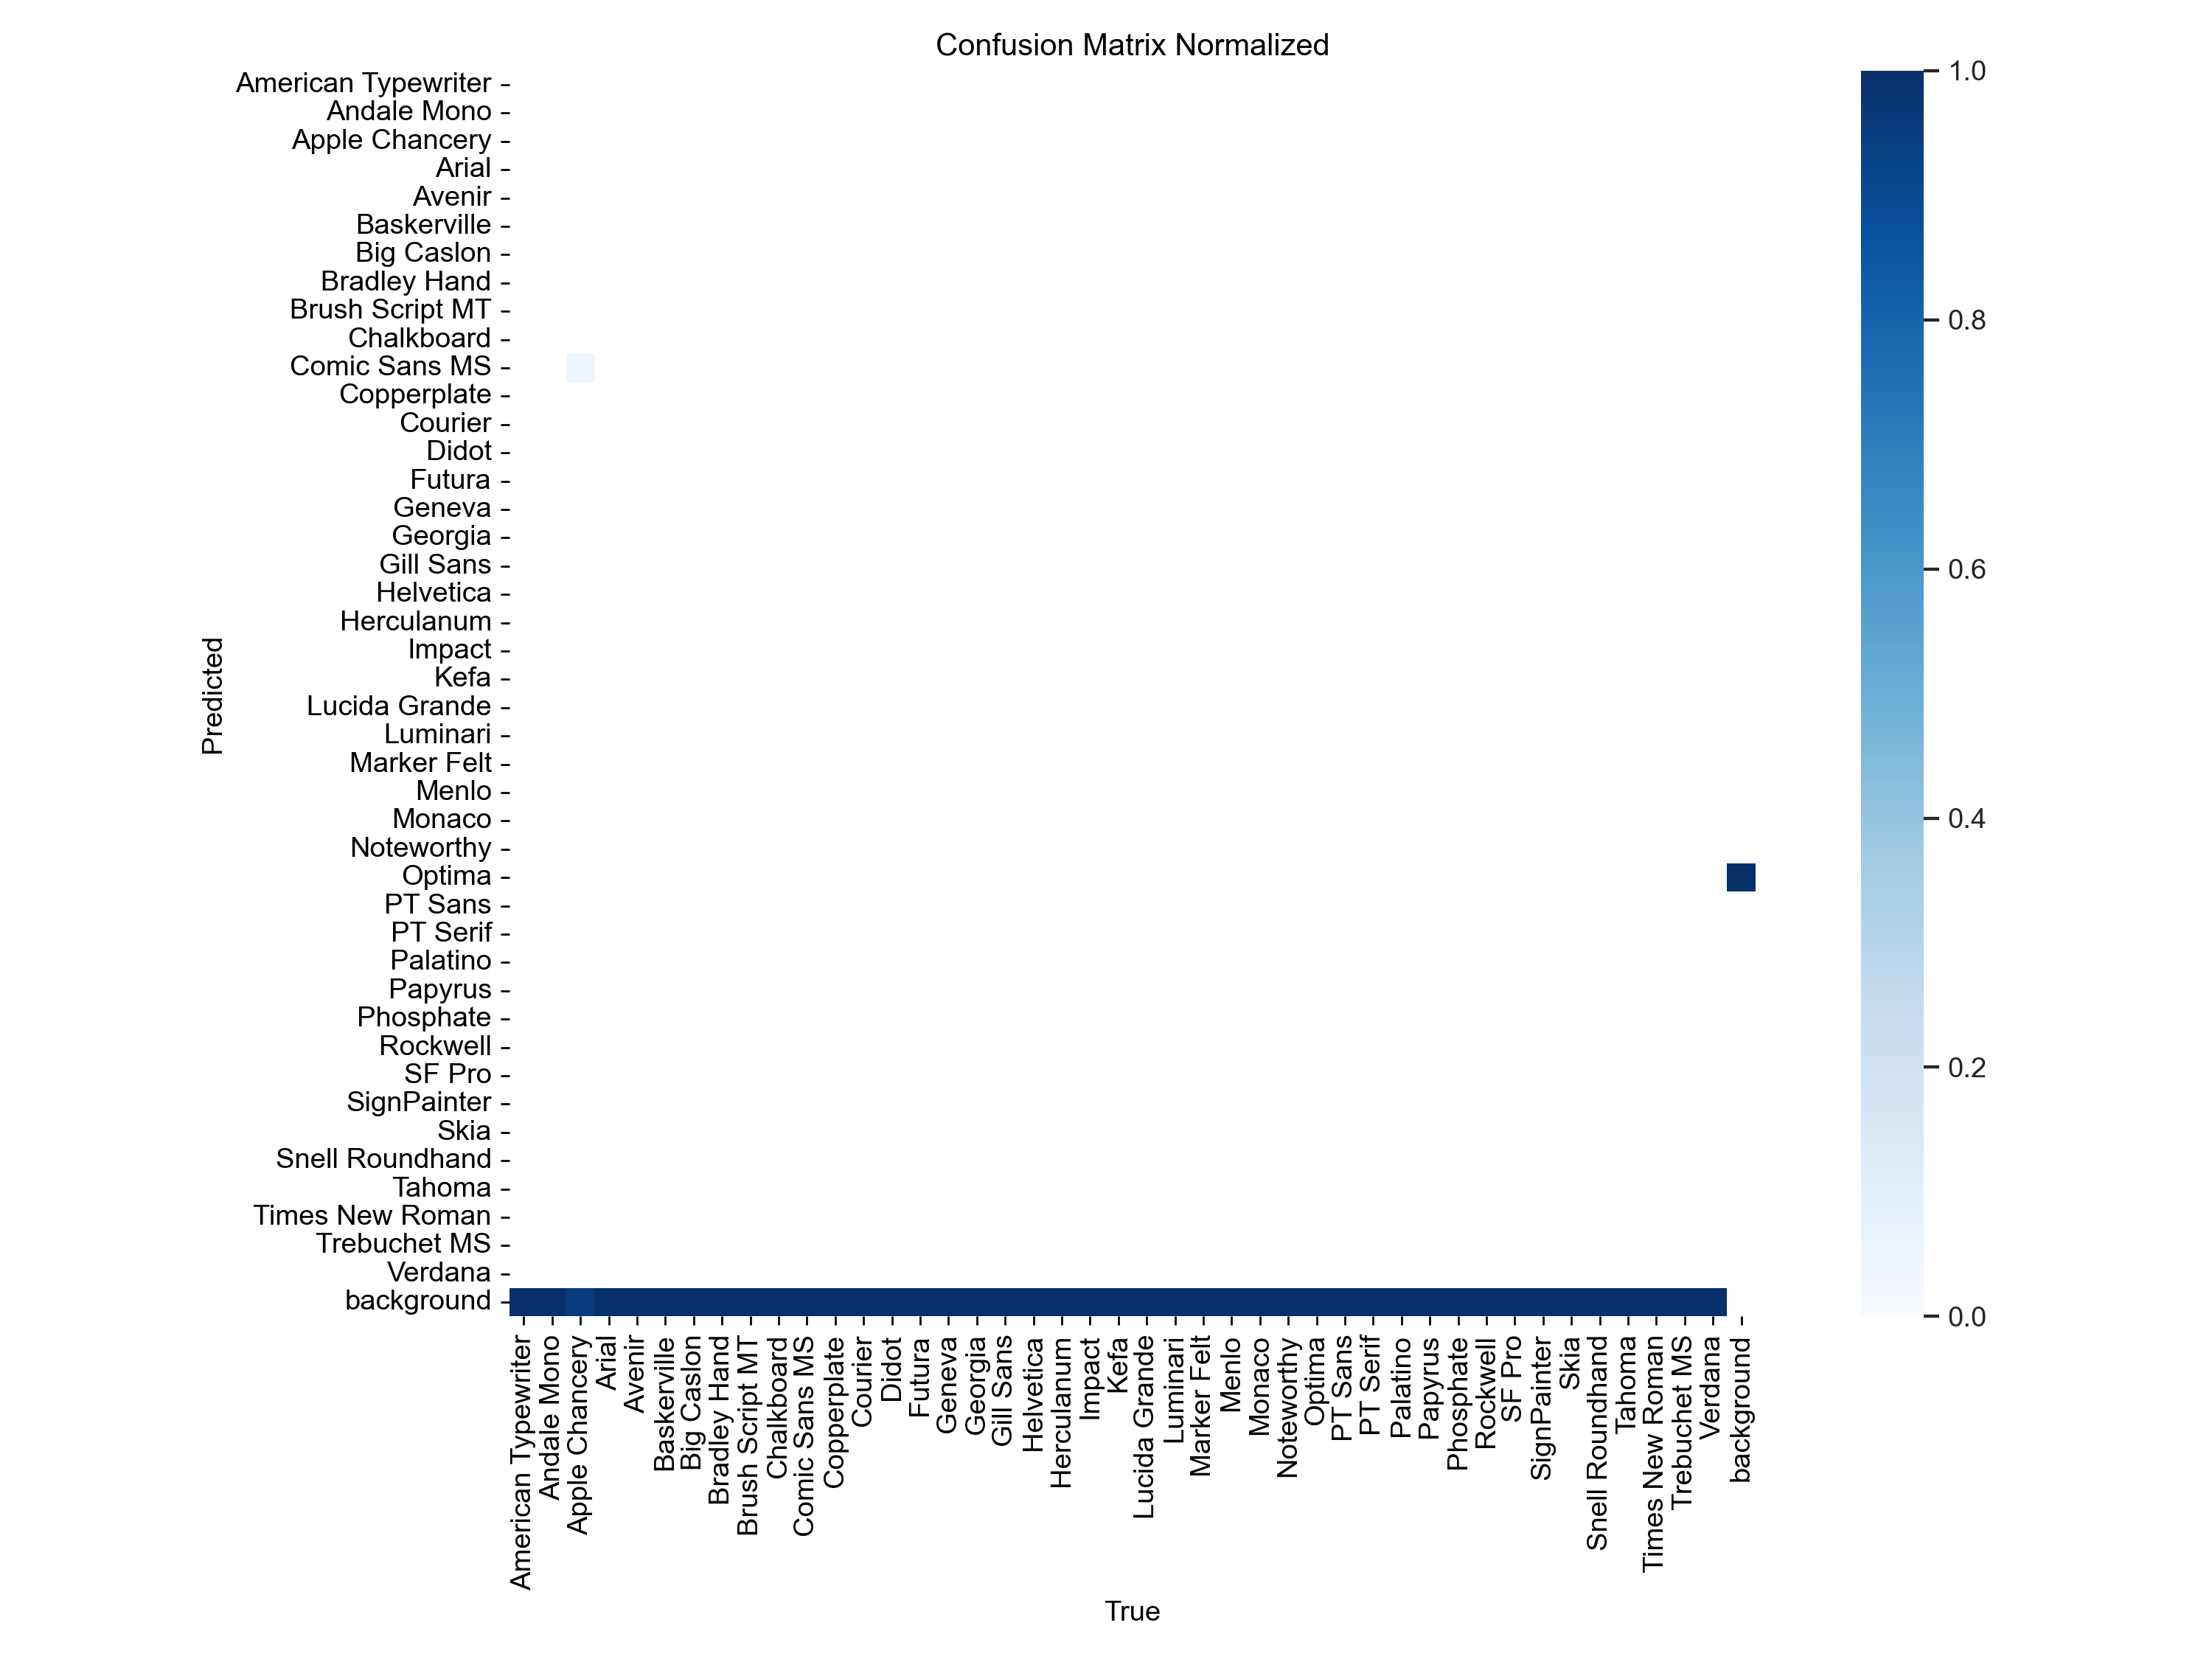 Confusion Matrix Normalized
American Typewriter
Andale Mono
Apple Chancery
Arial
Avenir
Baskerville
Big Caslon
Bradley Hand
Brush Script MT
Chalkboard
Comic Sans MS
Copperplate
Courier
Didot
Futura
Geneva
Georgia
Gill Sans
Helvetica
Herculanum
Impact
Kefa
Lucida Grande
Luminari
Marker Felt
Menlo
Monaco
Noteworthy
Optima
PT Sans
PT Serif
Palatino
Papyrus
Phosphate
Rockwell
SF Pro
SignPainter
Skia
Snell Roundhand
Tahoma
Times New Roman
Trebuchet MS
Verdana
background
Predicted
American Typewriter
Andale Mono
Apple Chancery
Arial
Avenir
Baskerville
Big Caslon
Bradley Hand
Brush Script MT
Chalkboard
Comic Sans MS
Copperplate
Courier
Didot
Futura
Geneva
Georgia
Gill Sans
Helvetica
Herculanum
Impact
Kefa
Lucida Grande
Luminari
Marker Felt
Menlo
Monaco
Noteworthy
Optima
PT Sans
PT Serif
Palatino
Papyrus
Phosphate
Rockwell
SF Pro
SignPainter
Skia
Snell Roundhand
Tahoma
Times New Roman
Trebuchet MS
Verdana
background
True
1.0
0.8
0.6
0.4
0.2
0.0